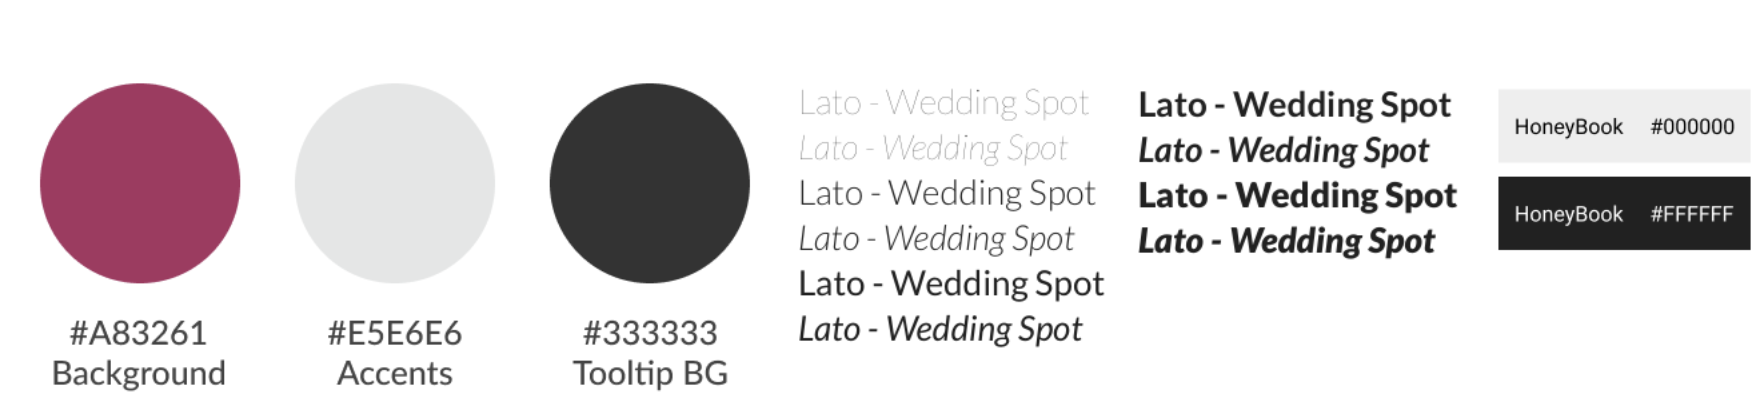 #A83261
Background
#E5E6E6
Accents
#333333
Tooltip BG
Lato - Wedding Spot
Lato - Wedding Spot
Lato - Wedding Spot
Lato - Wedding Spot
Lato - Wedding Spot
Lato - Wedding Spot
Lato - Wedding Spot
Lato - Wedding Spot
Lato - Wedding Spot
Lato - Wedding Spot
HoneyBook #000000
HoneyBook #FFFFFF